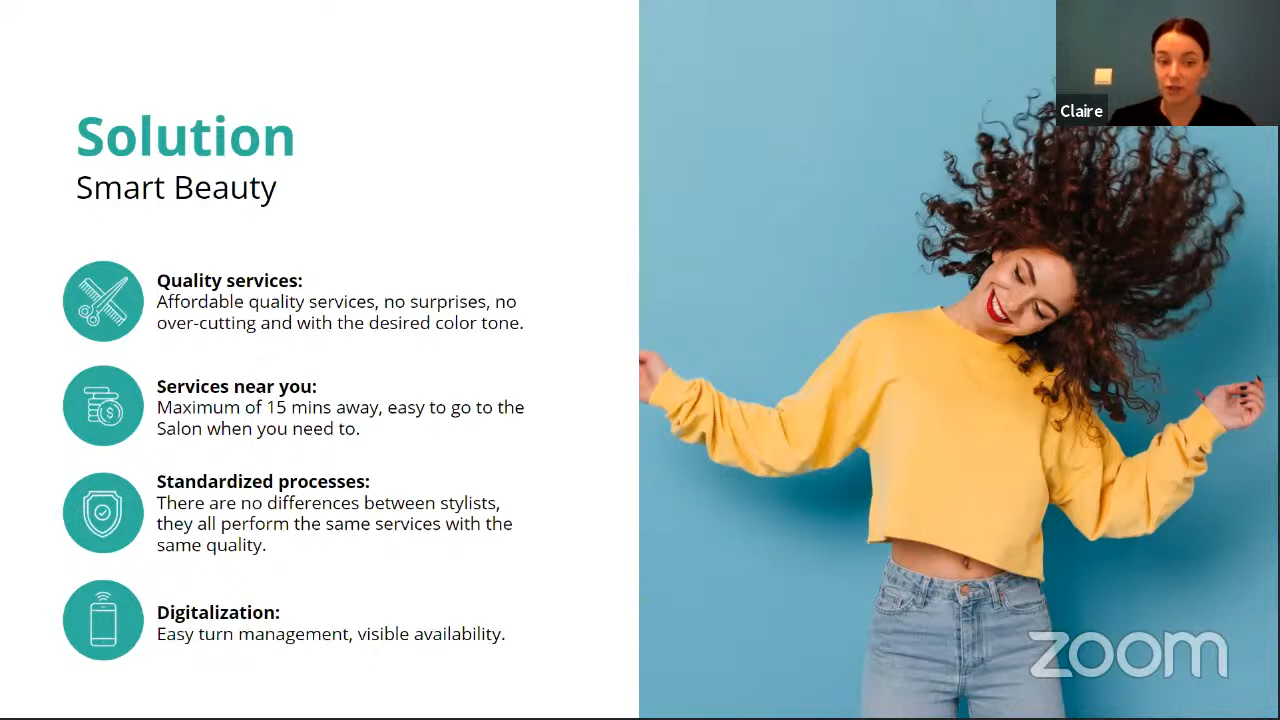 Solution
Smart Beauty
Quality services:
Affordable quality services, no surprises, no
over-cutting and with the desired color tone.
Services near you:
Maximum of 15 mins away, easy to go to the
Salon when you need to.
Standardized processes:
There are no differences between stylists,
they all perform the same services with the
same quality.
Digitalization:
Easy turn management, visible availability.
Claire
zoom